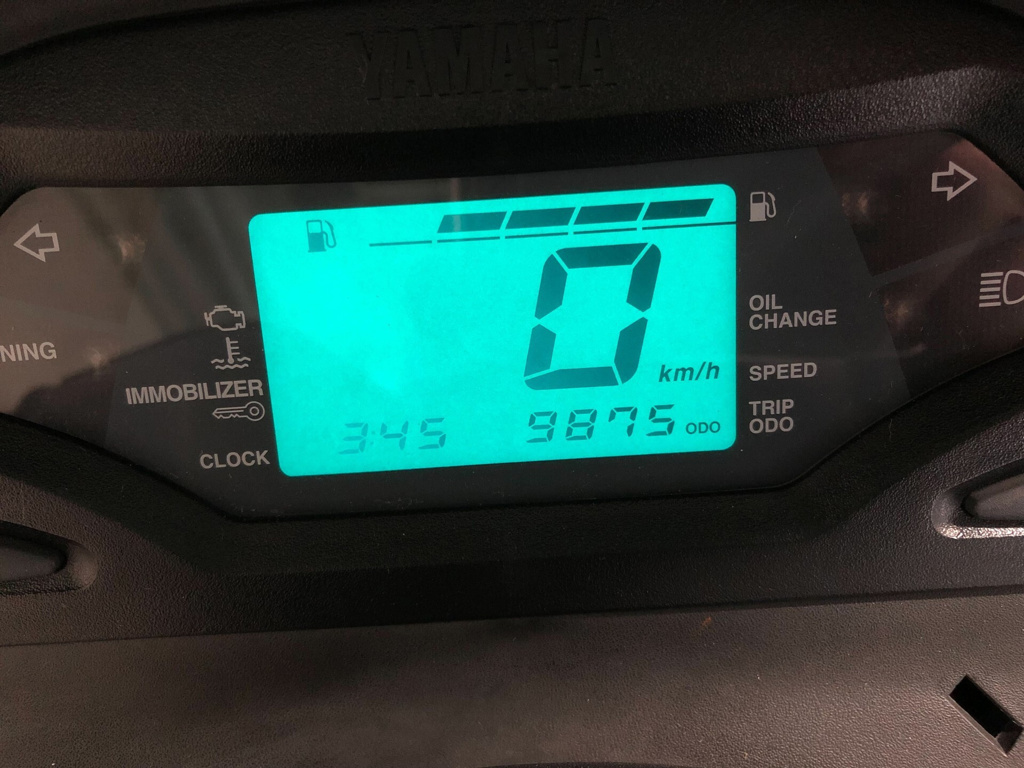 YAMAHA
0
km/h
3:45
9875 ODO
NING
IMMOBILIZER
CLOCK
OIL
CHANGE
SPEED
TRIP
ODO